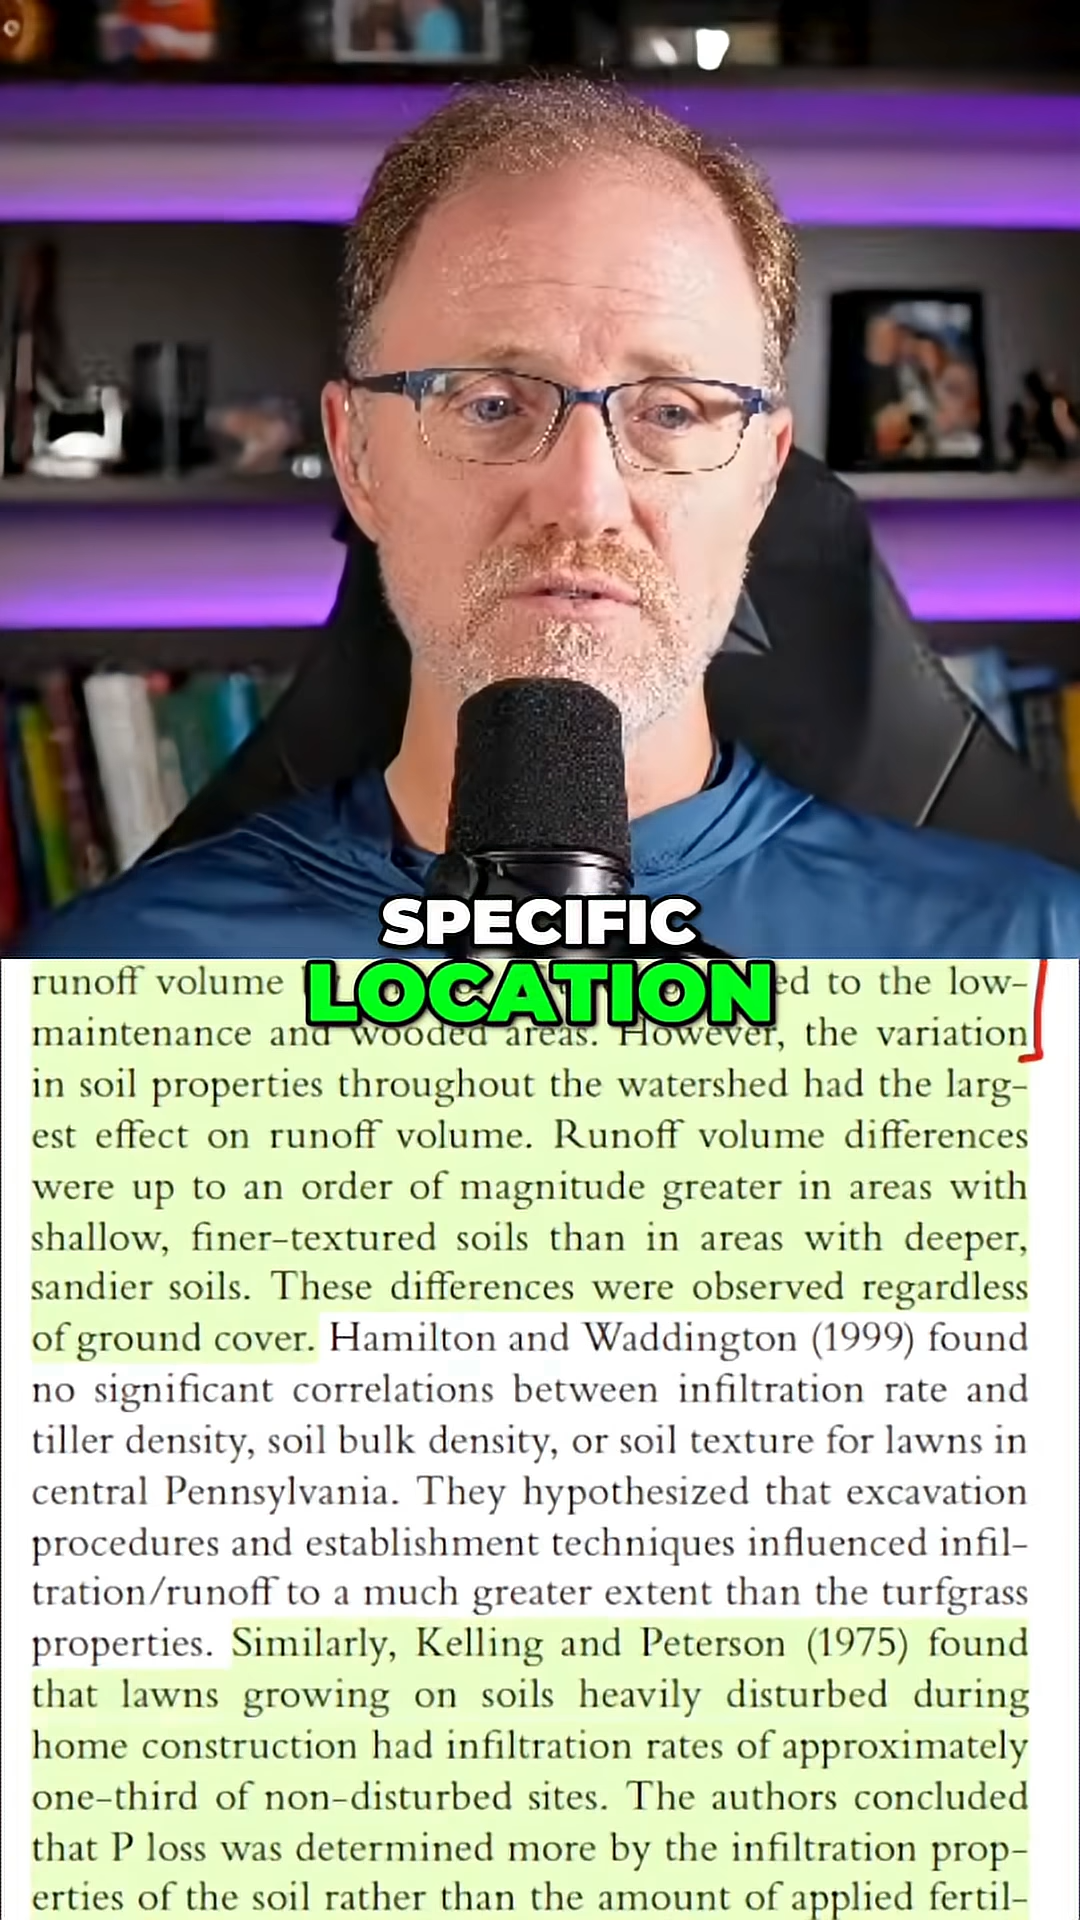 SPECIFIC
LOCATION
runoff volume ed to the low-
maintenance and wooded areas. However, the variation
in soil properties throughout the watershed had the larg-
est effect on runoff volume. Runoff volume differences
were up to an order of magnitude greater in areas with
shallow, finer-textured soils than in areas with deeper,
sandier soils. These differences were observed regardless
of ground cover. Hamilton and Waddington (1999) found
no significant correlations between infiltration rate and
tiller density, soil bulk density, or soil texture for lawns in
central Pennsylvania. They hypothesized that excavation
procedures and establishment techniques influenced infil-
tration/runoff to a much greater extent than the turfgrass
properties. Similarly, Kelling and Peterson (1975) found
that lawns growing on soils heavily disturbed during
home construction had infiltration rates of approximately
one-third of non-disturbed sites. The authors concluded
that P loss was determined more by the infiltration prop-
erties of the soil rather than the amount of applied fertil-